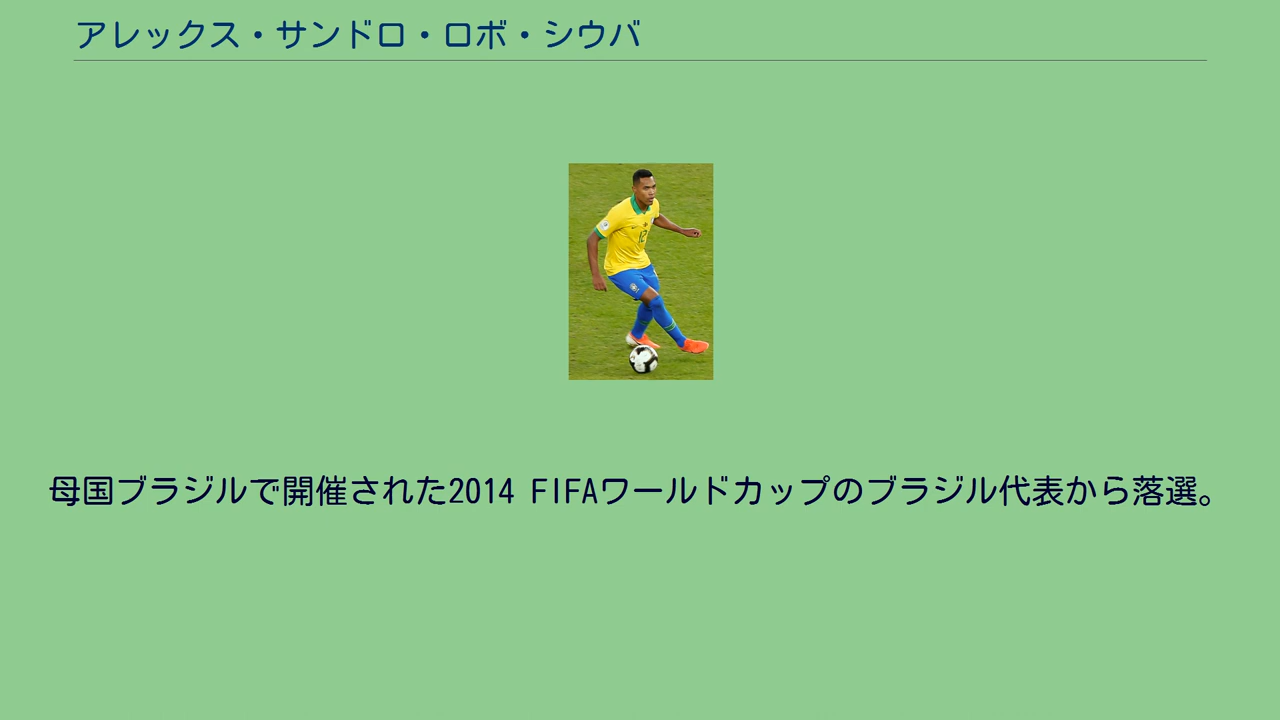 アレックス・サンドロ・ロボ・シウバ
12
母国ブラジルで開催された2014 FIFAワールドカップのブラジル代表から落選。